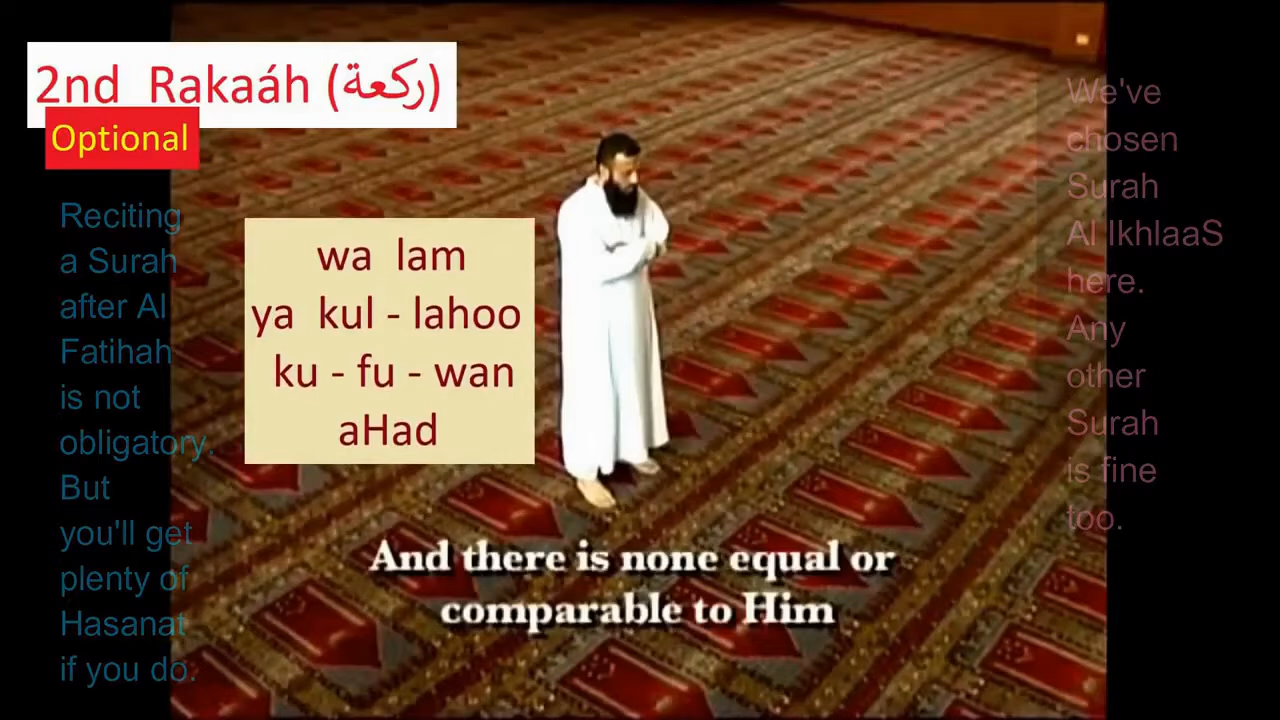 2nd Rakaáh (ركعة)
Optional
Reciting
a Surah
after Al
Fatihah
is not
obligatory.
But
you'll get
plenty of
Hasanat
if you do.
wa lam
ya kul - lahoo
ku - fu - wan
aHad
And there is none equal or
comparable to Him
We've
chosen
Surah
Al IkhlaaS
here.
Any
other
Surah
is fine
too.